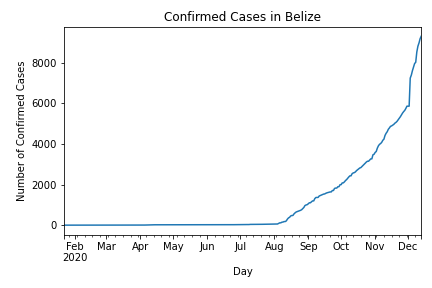 Confirmed Cases in Belize
Number of Confirmed Cases
8000
6000
4000
2000
0
Feb Mar Apr May Jun Jul Aug Sep Oct Nov Dec
2020
Day